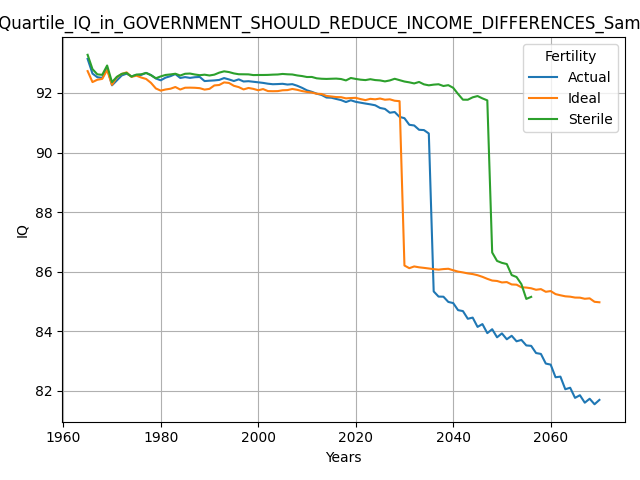 Quartile_IQ_in_GOVERNMENT_SHOULD_REDUCE_INCOME_DIFFERENCES_Sam
Fertility
Actual
Ideal
Sterile
92
90
88
86
84
82
IQ
1960
1980
2000
2020
2040
2060
Years